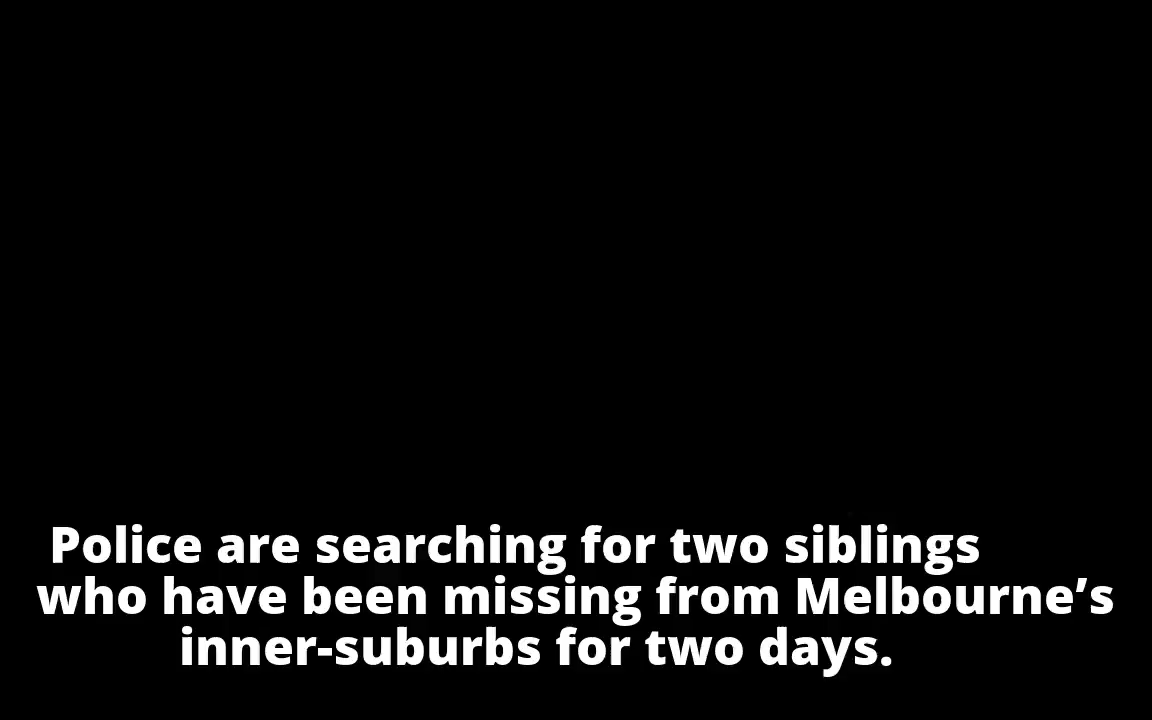 Police are searching for two siblings
who have been missing from Melbourne’s
inner-suburbs for two days.